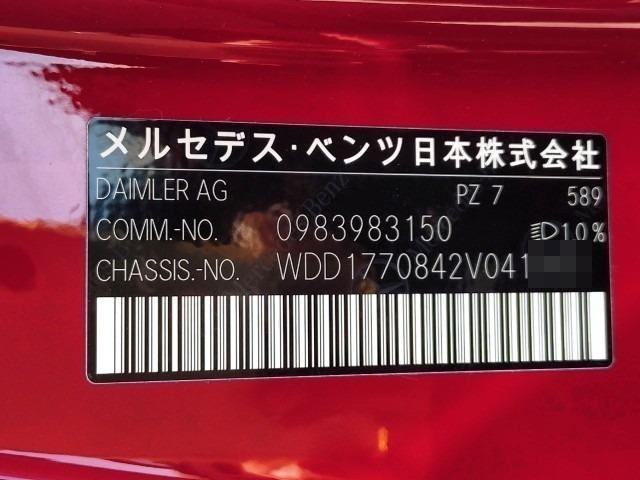 メルセデス・ベンツ日本株式会社
DAIMLER AG PZ 7 589
COMM.-NO. 0983983150 10%
CHASSIS.-NO. WDD1770842V041